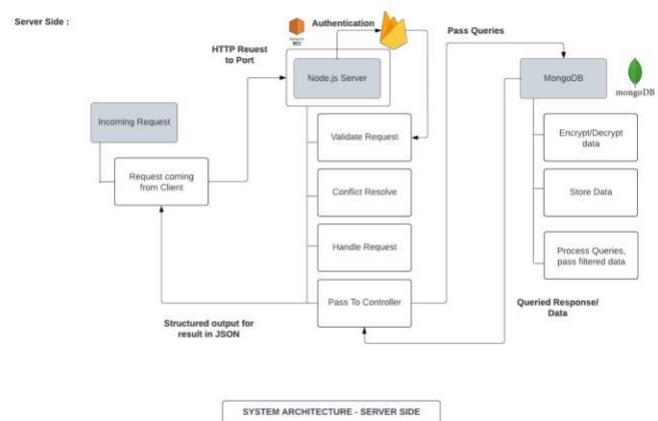 Server Side :
Authentication
Pass Queries
HTTP Reuest
to Port
Node.js Server
MongoDB
mongoDB
Incoming Request
Validate Request
Encrypt/Decrypt
data
Request coming
from Client
Conflict Resolve
Store Data
Handle Request
Process Queries,
pass filtered data
Pass To Controller
Queried Response/
Data
Structured output for
result in JSON
SYSTEM ARCHITECTURE - SERVER SIDE